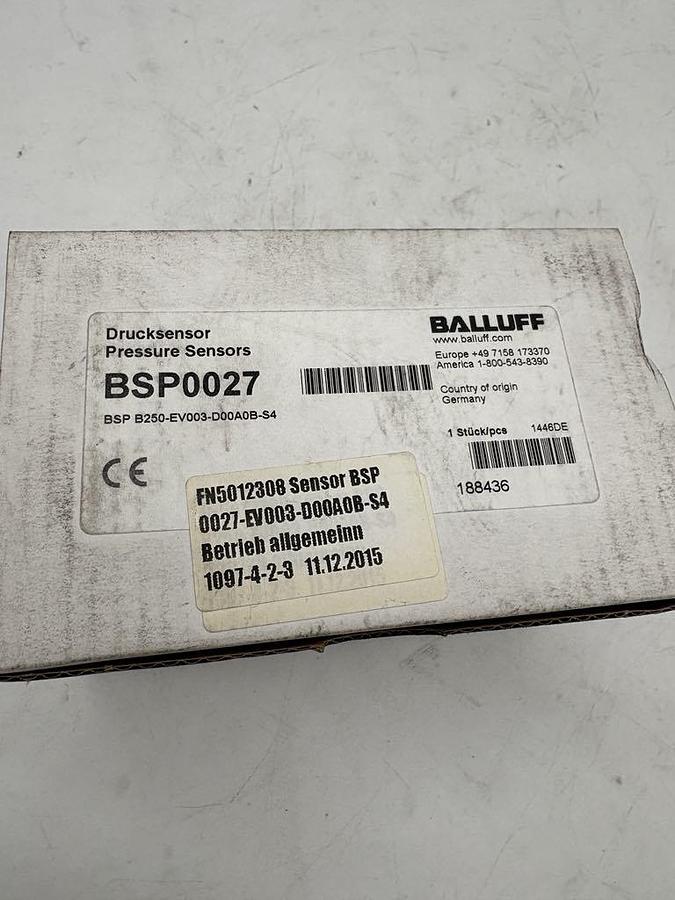 Drucksensor
Pressure Sensors
BSP0027
BSP B250-EV003-D00A0B-S4
CE
BALLUFF
www.balluff.com
Europe +49 7158 173370
America 1-800-543-8390
Country of origin
Germany
1 Stück/pcs 1446DE
188436
FN5012308 Sensor BSP
0027-EV003-D00A0B-S4
Betrieb allgemeinn
1097-4-2-3 11.12.2015